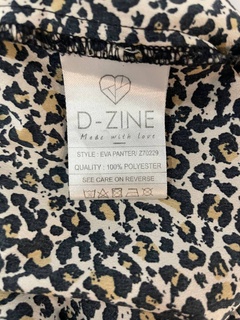 D-ZINE
Made with love
STYLE : EVA PANTER/ 270229
QUALITY : 100% POLYESTER
SEE CARE ON REVERSE